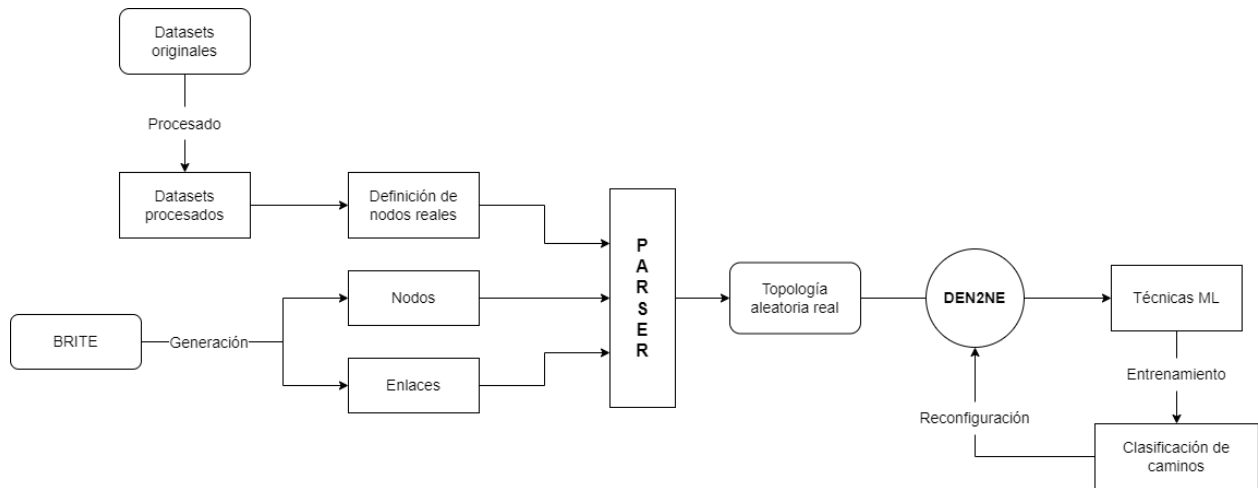 Datasets
originales
Procesado
Datasets
procesados
Definición de
nodos reales
BRITE
Generación
Nodos
Enlaces
PARSER
Topología
aleatoria real
DEN2NE
Técnicas ML
Entrenamiento
Reconfiguración
Clasificación de
caminos